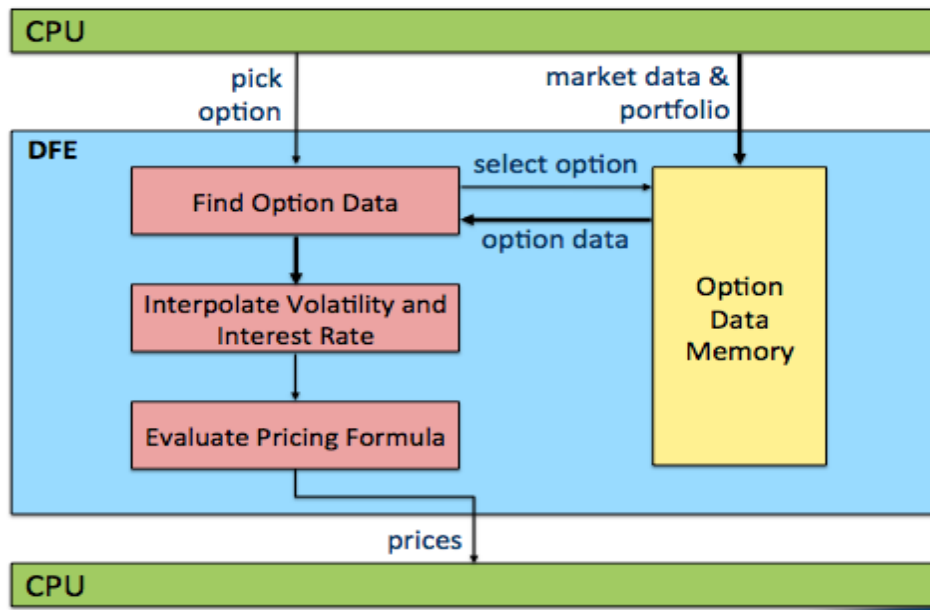 CPU
pick
option
market data &
portfolio
DFE
select option
Find Option Data
option data
Interpolate Volatility and
Interest Rate
Option
Data
Memory
Evaluate Pricing Formula
prices
CPU